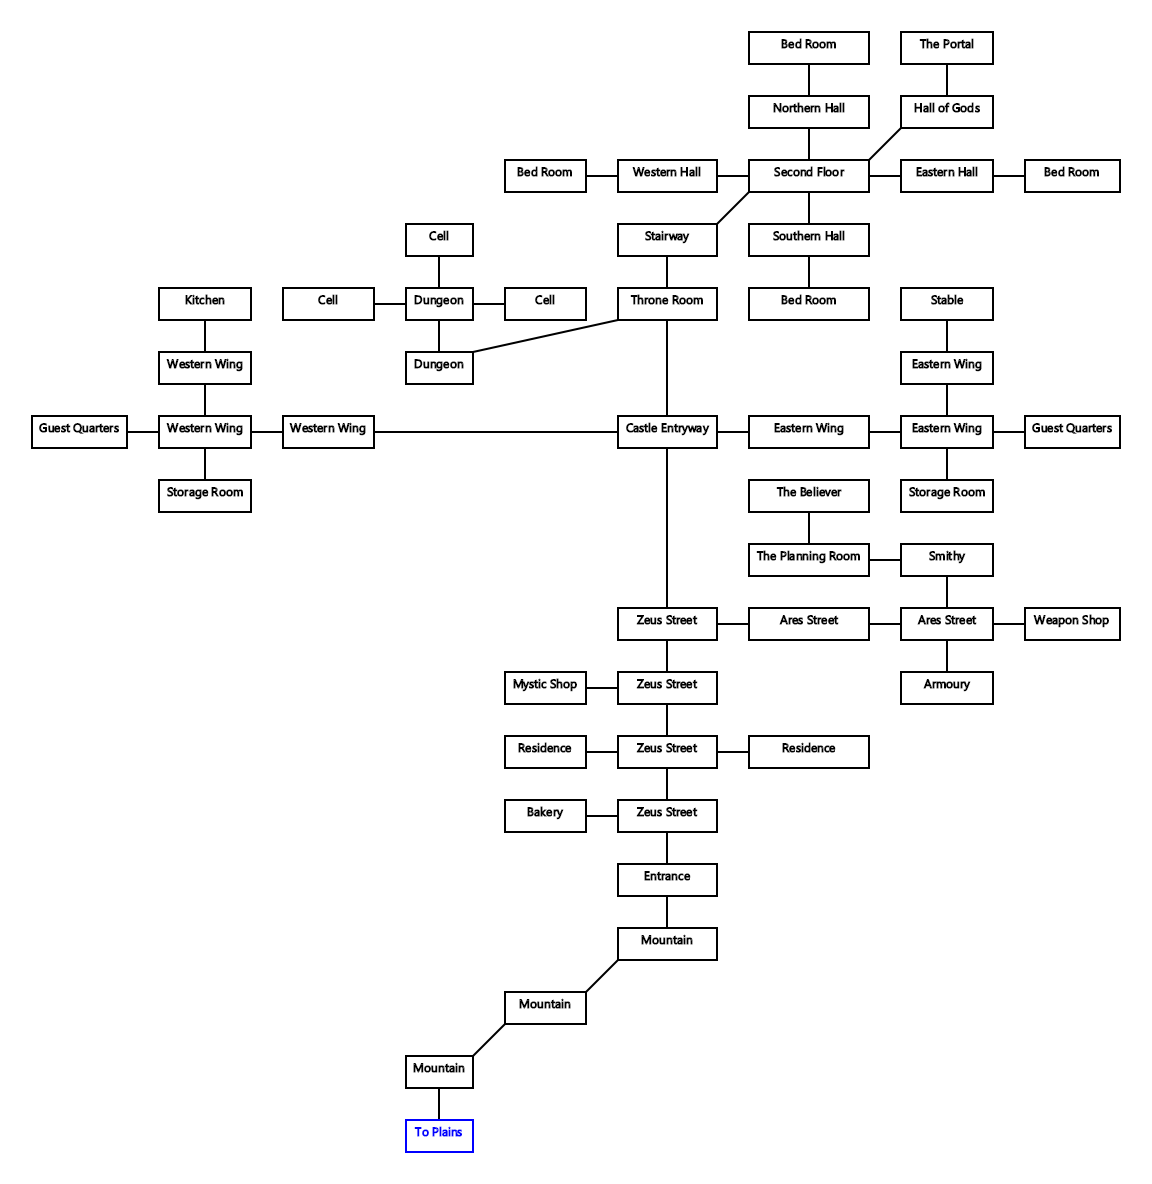 Bed Room
The Portal
Northern Hall
Hall of Gods
Bed Room
Western Hall
Second Floor
Eastern Hall
Bed Room
Cell
Stairway
Southern Hall
Kitchen
Cell
Dungeon
Cell
Throne Room
Bed Room
Stable
Western Wing
Dungeon
Eastern Wing
Guest Quarters
Western Wing
Western Wing
Castle Entryway
Eastern Wing
Eastern Wing
Guest Quarters
Storage Room
The Believer
Storage Room
The Planning Room
Smithy
Zeus Street
Ares Street
Ares Street
Weapon Shop
Mystic Shop
Zeus Street
Armoury
Residence
Zeus Street
Residence
Bakery
Zeus Street
Entrance
Mountain
Mountain
Mountain
To Plains